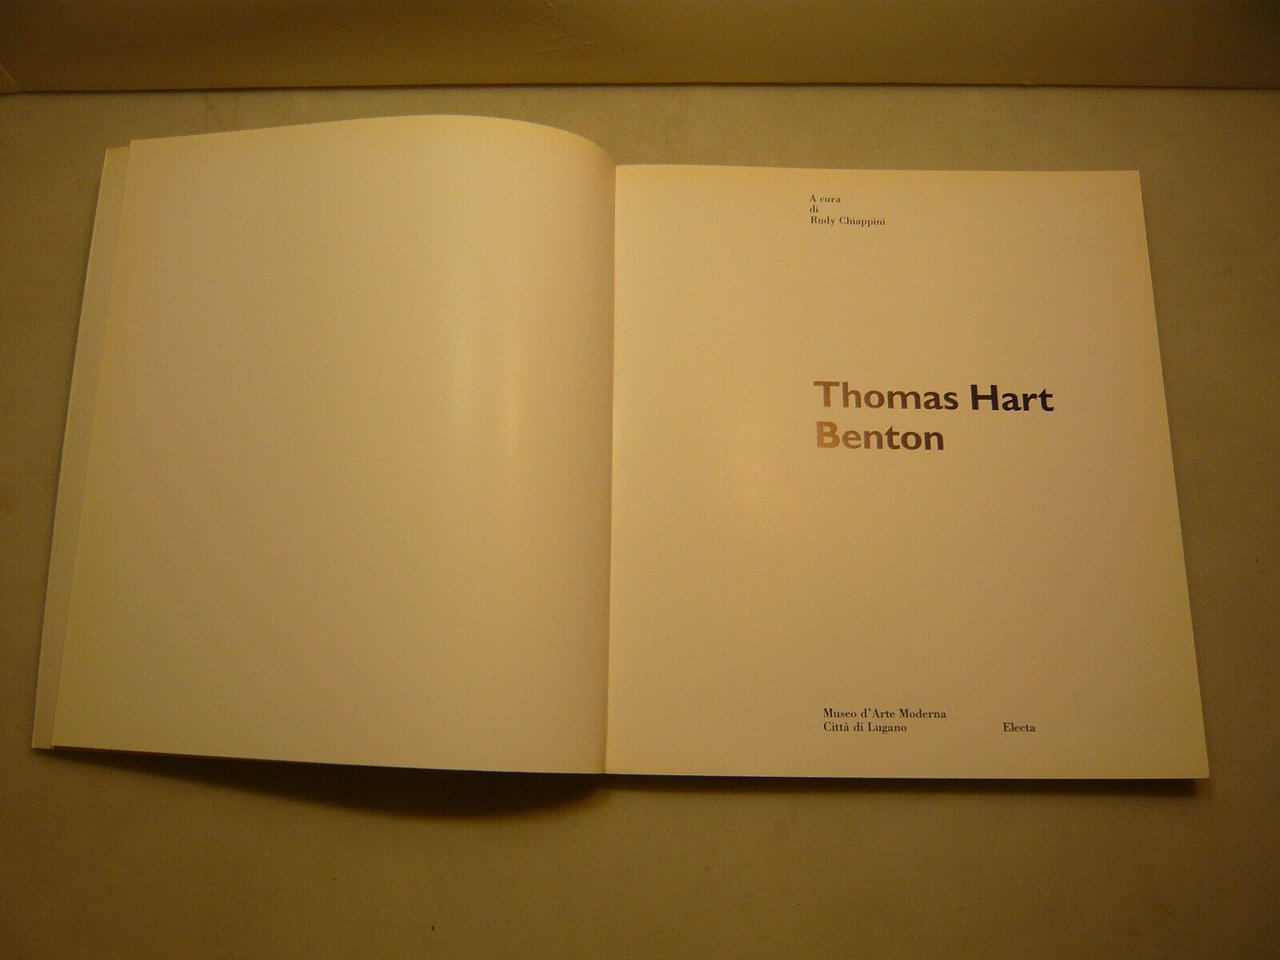 A cura
di
Rudy Chiappini
Thomas Hart
Benton
Museo d'Arte Moderna
Città di Lugano
Electa